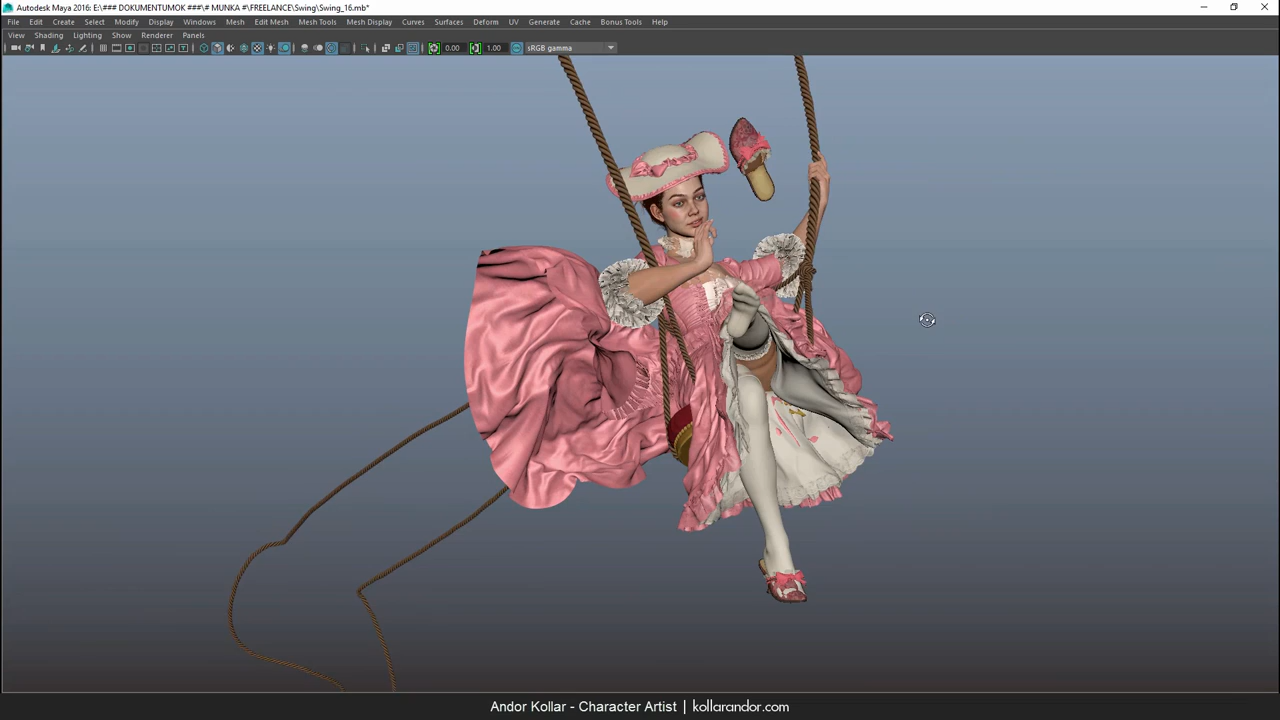 Autodesk Maya 2016: E:\### DOKUMENTUMOK ###\# MUNKA #\FREELANCE\Swing\Swing_16.mb*
File Edit Create Select Modify Display Windows Mesh Edit Mesh Mesh Tools Mesh Display Curves Surfaces Deform UV Generate Cache Bonus Tools Help
View Shading Lighting Show Renderer Panels
0.00 1.00 sRGB gamma
Andor Kollar - Character Artist | kollarandor.com